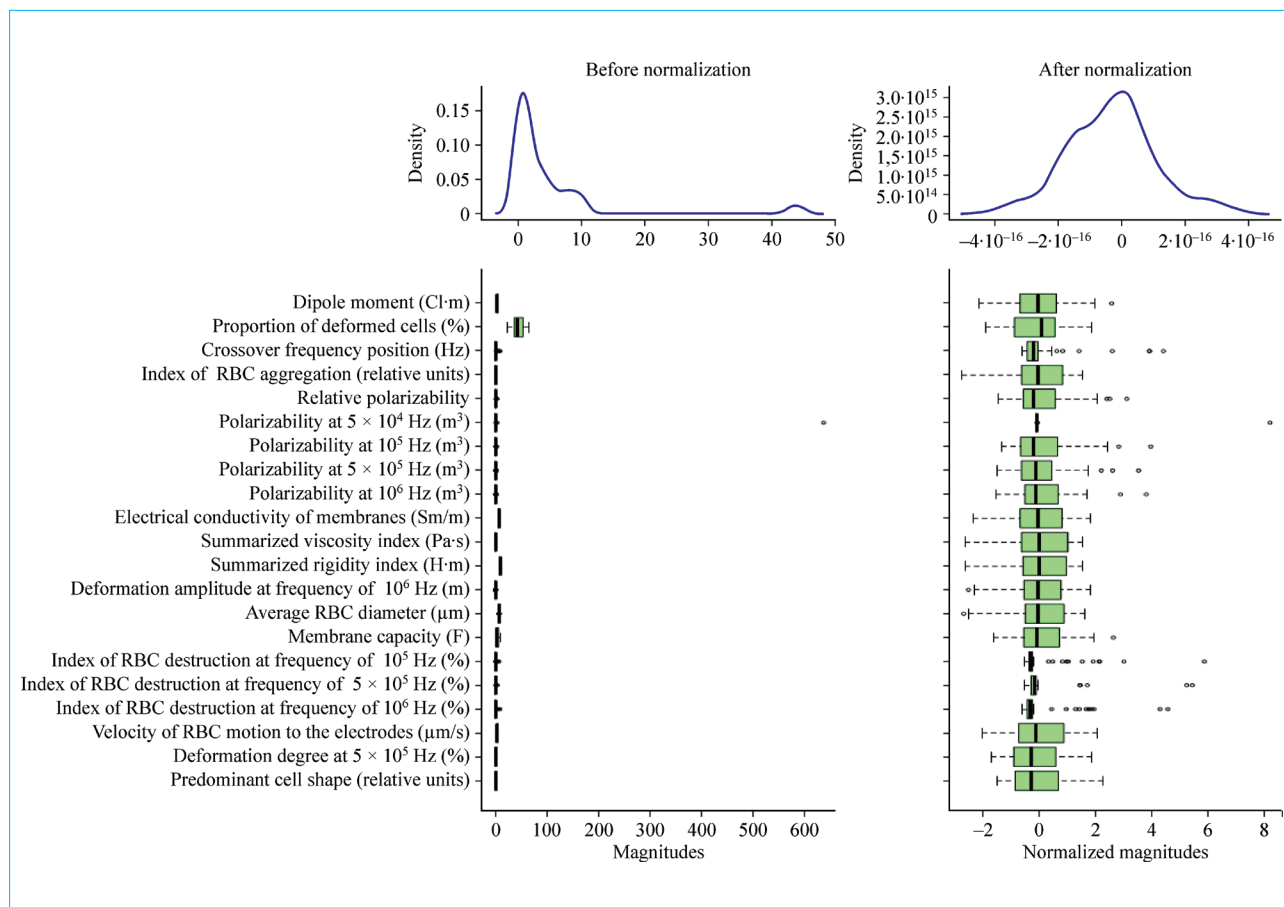 Before normalization
After normalization
Density
0.15
0.10
0.05
0
0
10
20
30
40
50
Density
3.0·10¹⁵
2.5·10¹⁵
2.0·10¹⁵
1.5·10¹⁵
1.0·10¹⁵
5.0·10¹⁴
0
−4·10⁻¹⁶
−2·10⁻¹⁶
0
2·10⁻¹⁶
4·10⁻¹⁶
Dipole moment (Cl·m)
Proportion of deformed cells (%)
Crossover frequency position (Hz)
Index of RBC aggregation (relative units)
Relative polarizability
Polarizability at 5 × 10⁴ Hz (m³)
Polarizability at 10⁵ Hz (m³)
Polarizability at 5 × 10⁵ Hz (m³)
Polarizability at 10⁶ Hz (m³)
Electrical conductivity of membranes (Sm/m)
Summarized viscosity index (Pa·s)
Summarized rigidity index (H·m)
Deformation amplitude at frequency of 10⁶ Hz (m)
Average RBC diameter (µm)
Membrane capacity (F)
Index of RBC destruction at frequency of 10⁵ Hz (%)
Index of RBC destruction at frequency of 5 × 10⁵ Hz (%)
Index of RBC destruction at frequency of 10⁶ Hz (%)
Velocity of RBC motion to the electrodes (µm/s)
Deformation degree at 5 × 10⁵ Hz (%)
Predominant cell shape (relative units)
0
100
200
300
400
500
600
Magnitudes
−2
0
2
4
6
8
Normalized magnitudes